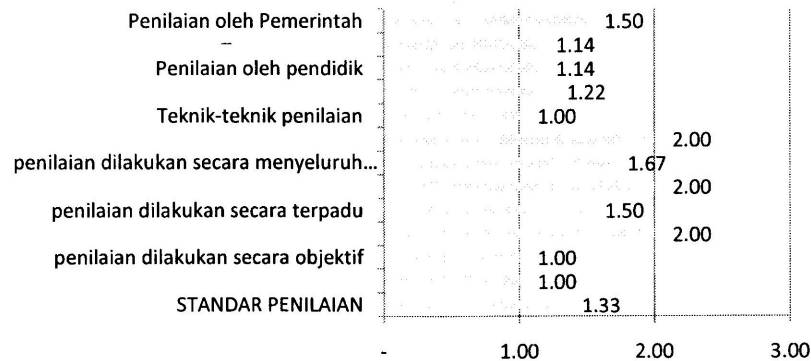 Penilaian oleh Pemerintah 1.50
1.14
Penilaian oleh pendidik 1.14
1.22
Teknik-teknik penilaian 1.00
2.00
penilaian dilakukan secara menyeluruh... 1.67
2.00
penilaian dilakukan secara terpadu 1.50
2.00
penilaian dilakukan secara objektif 1.00
1.00
STANDAR PENILAIAN 1.33
- 1.00 2.00 3.00